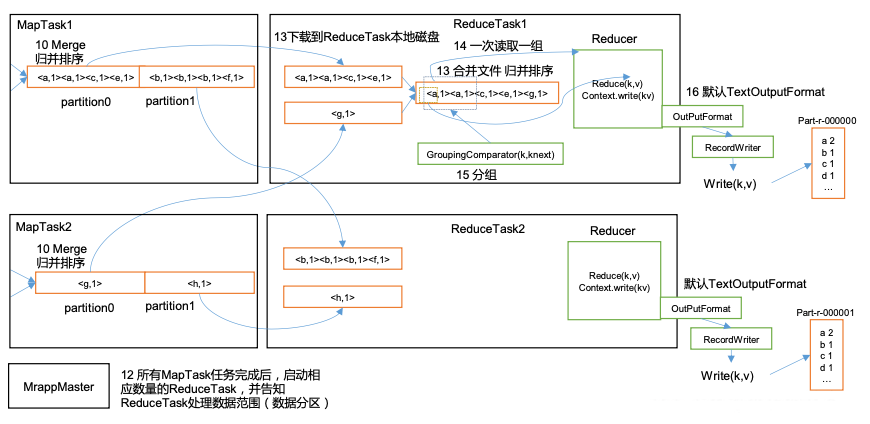 MapTask1
10 Merge
归并排序
<a,1><a,1><c,1><e,1>
<b,1><b,1><b,1><f,1>
partition0
partition1
ReduceTask1
13下载到ReduceTask本地磁盘
<a,1><a,1><c,1><e,1>
<g,1>
14 一次读取一组
13 合并文件 归并排序
<a,1><a,1><c,1><e,1><g,1>
GroupingComparator(k,knext)
15 分组
Reducer
Reduce(k,v)
Context.write(kv)
16 默认TextOutputFormat
OutPutFormat
RecordWriter
Write(k,v)
Part-r-000000
a 2
b 1
c 1
d 1
...
MapTask2
10 Merge
归并排序
<g,1>
<h,1>
partition0
partition1
ReduceTask2
<b,1><b,1><b,1><f,1>
<h,1>
Reducer
Reduce(k,v)
Context.write(kv)
默认TextOutputFormat
OutPutFormat
RecordWriter
Write(k,v)
Part-r-000001
a 2
b 1
c 1
d 1
...
MrappMaster
12 所有MapTask任务完成后，启动相
应数量的ReduceTask，并告知
ReduceTask处理数据范围（数据分区）